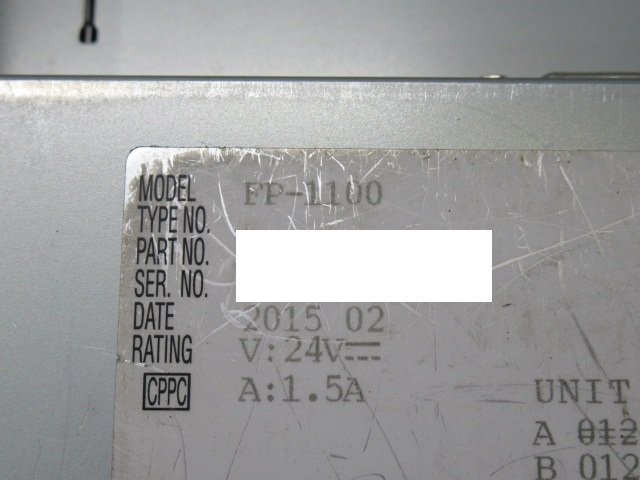 MODEL FP-1100
TYPE NO.
PART NO.
SER. NO.
DATE 2015 02
RATING V:24V⎓
CPPC A:1.5A
UNIT
A 012
B 012